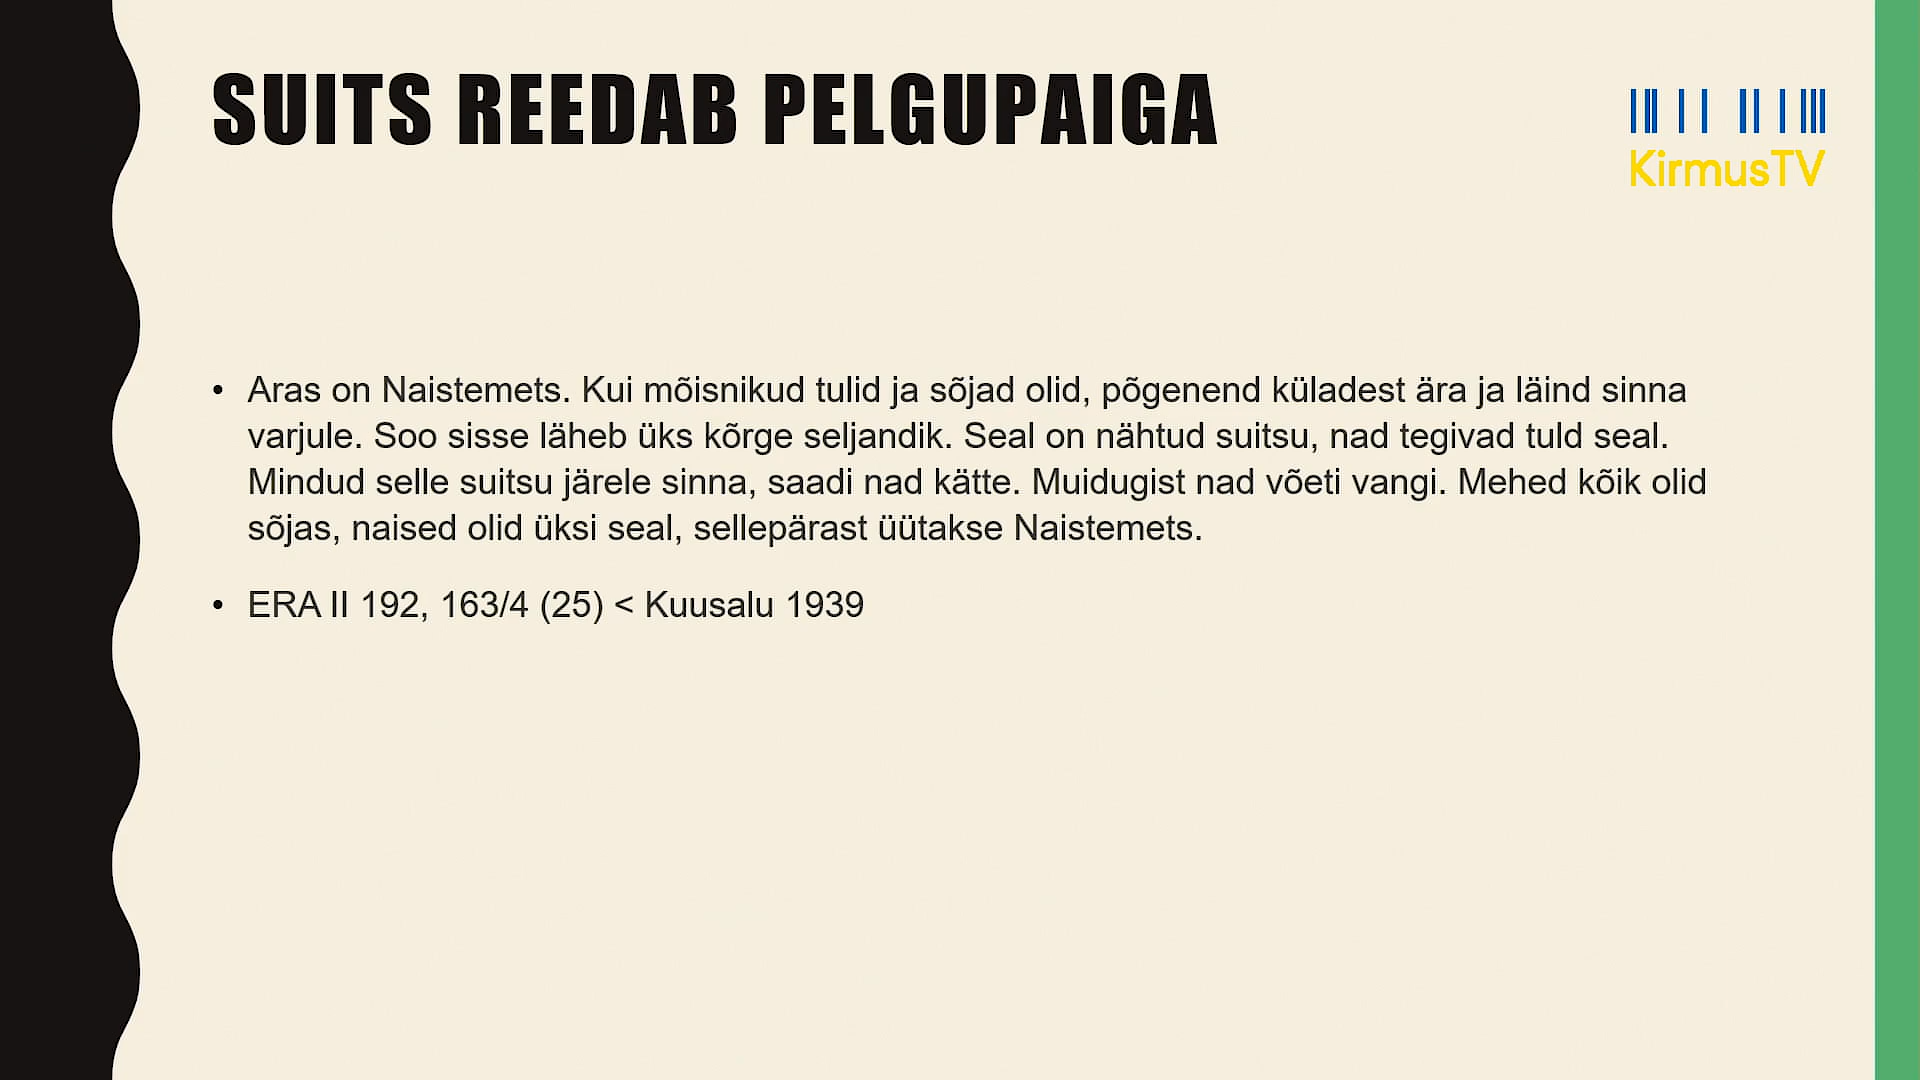 SUITS REEDAB PELGUPAIGA
KirmusTV
• Aras on Naistemets. Kui mõisnikud tulid ja sõjad olid, põgenend küladest ära ja läind sinna
varjule. Soo sisse läheb üks kõrge seljandik. Seal on nähtud suitsu, nad tegivad tuld seal.
Mindud selle suitsu järele sinna, saadi nad kätte. Muidugist nad võeti vangi. Mehed kõik olid
sõjas, naised olid üksi seal, sellepärast üütakse Naistemets.
• ERA II 192, 163/4 (25) < Kuusalu 1939